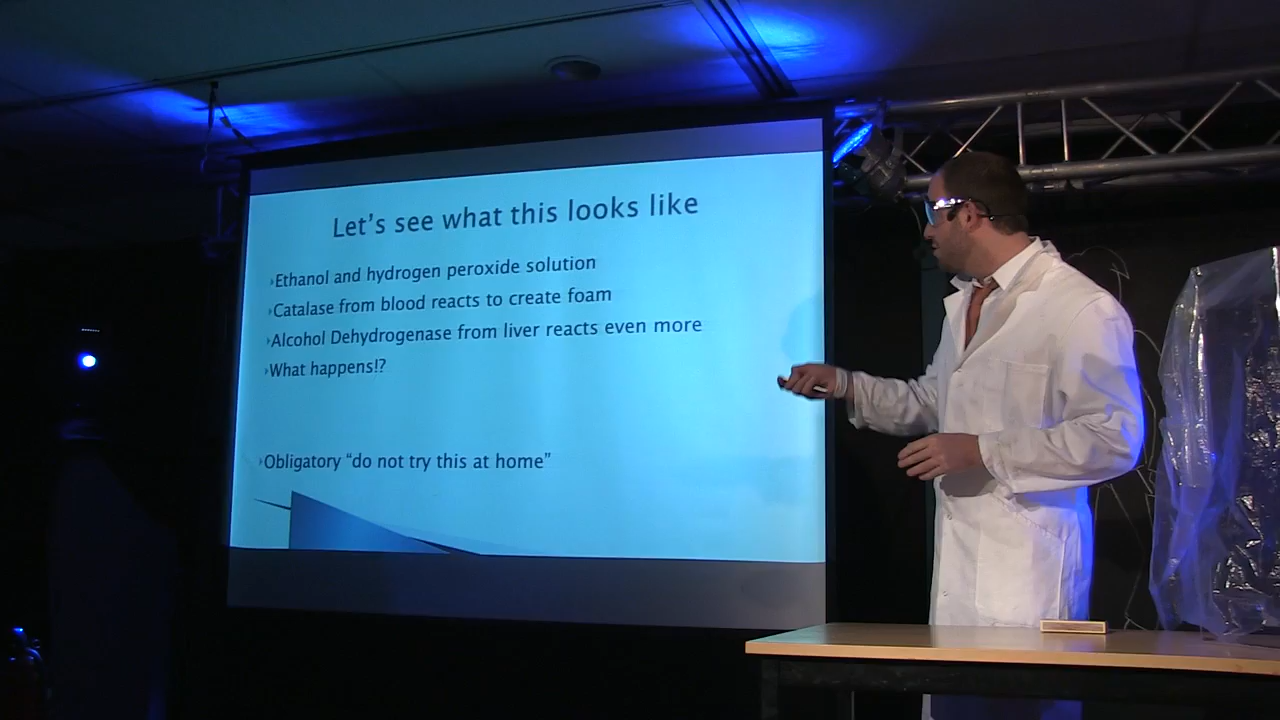 Let's see what this looks like
Ethanol and hydrogen peroxide solution
Catalase from blood reacts to create foam
Alcohol Dehydrogenase from liver reacts even more
What happens!?
Obligatory “do not try this at home”